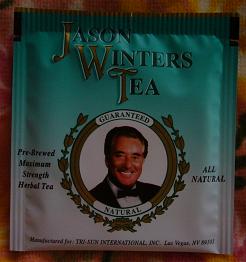 JASON
WINTERS
TEA
GUARANTEED
Pre-Brewed
Maximum
Strength
Herbal Tea
ALL
NATURAL
NATURAL
Manufactured for: TRI-SUN INTERNATIONAL, INC. Las Vegas, NV 89101